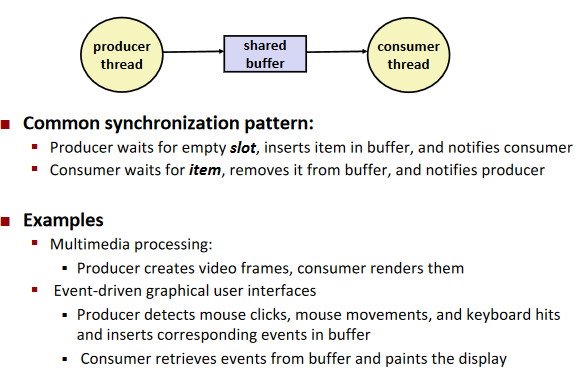 producer
thread
shared
buffer
consumer
thread
Common synchronization pattern:
Producer waits for empty slot, inserts item in buffer, and notifies consumer
Consumer waits for item, removes it from buffer, and notifies producer
Examples
Multimedia processing:
Producer creates video frames, consumer renders them
Event-driven graphical user interfaces
Producer detects mouse clicks, mouse movements, and keyboard hits
and inserts corresponding events in buffer
Consumer retrieves events from buffer and paints the display